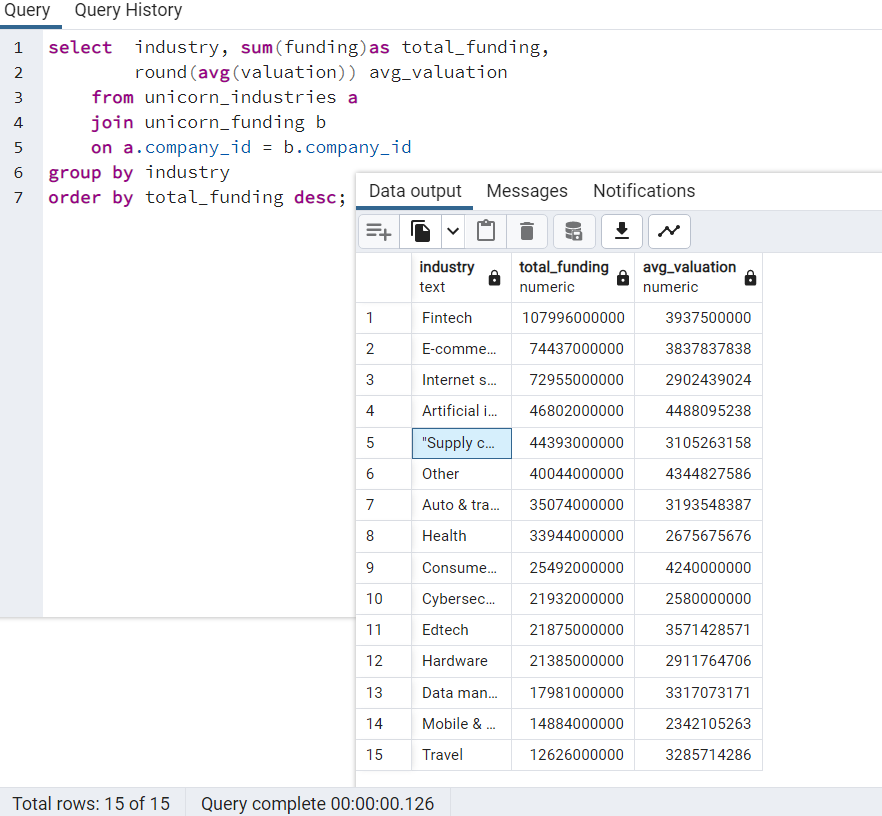 Query Query History
1 select industry, sum(funding)as total_funding,
2 round(avg(valuation)) avg_valuation
3 from unicorn_industries a
4 join unicorn_funding b
5 on a.company_id = b.company_id
6 group by industry
7 order by total_funding desc;
Data output Messages Notifications
industry total_funding avg_valuation
text numeric numeric
1 Fintech 107996000000 3937500000
2 E-comme... 74437000000 3837837838
3 Internet s... 72955000000 2902439024
4 Artificial i... 46802000000 4488095238
5 "Supply c... 44393000000 3105263158
6 Other 40044000000 4344827586
7 Auto & tra... 35074000000 3193548387
8 Health 33944000000 2675675676
9 Consume... 25492000000 4240000000
10 Cybersec... 21932000000 2580000000
11 Edtech 21875000000 3571428571
12 Hardware 21385000000 2911764706
13 Data man... 17981000000 3317073171
14 Mobile & ... 14884000000 2342105263
15 Travel 12626000000 3285714286
Total rows: 15 of 15 Query complete 00:00:00.126